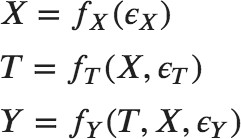 X = f_X(ϵ_X)
T = f_T(X, ϵ_T)
Y = f_Y(T, X, ϵ_Y)